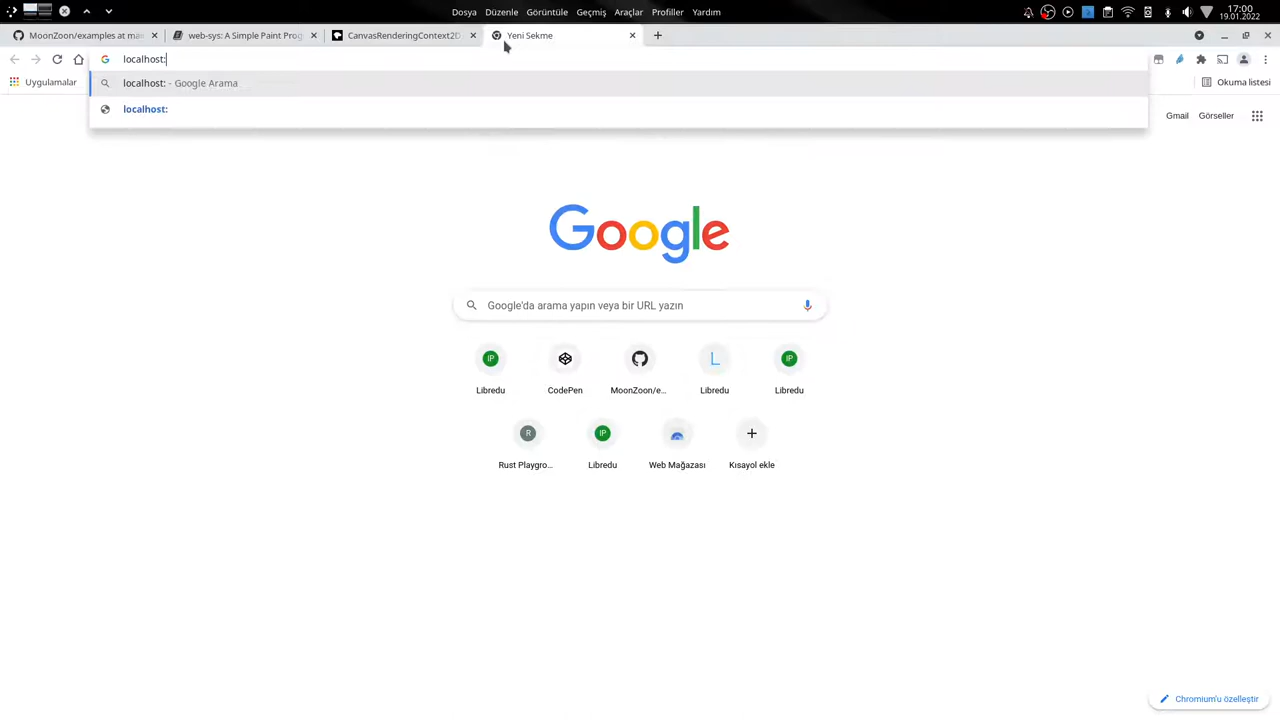 Dosya Düzenle Görüntüle Geçmiş Araçlar Profiller Yardım
17:00
19.01.2022
MoonZoon/examples at ma
web-sys: A Simple Paint Prog
CanvasRenderingContext2D
Yeni Sekme
localhost:
Uygulamalar
localhost: - Google Arama
Okuma listesi
localhost:
Gmail Görseller
Google
Google'da arama yapın veya bir URL yazın
IP
L
IP
Libredu
CodePen
MoonZoon/e...
Libredu
Libredu
R
IP
Rust Playgro...
Libredu
Web Mağazası
Kısayol ekle
Chromium'u özelleştir